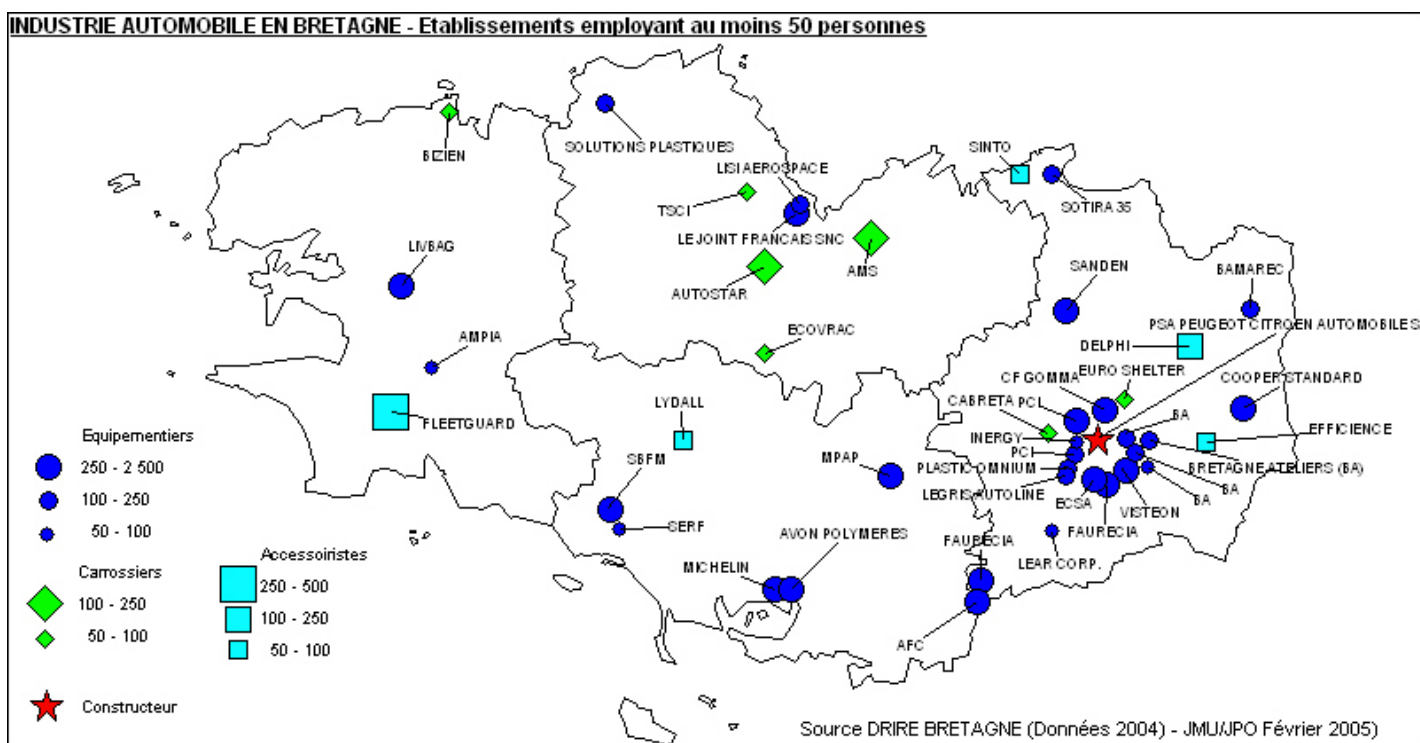 INDUSTRIE AUTOMOBILE EN BRETAGNE - Etablissements employant au moins 50 personnes
BIZIEN
SOLUTIONS PLASTIQUES
SINTO
LISI AEROSPACE
TSCI
SOTIRA 35
LE JOINT FRANCAIS SNC
LIVBAG
AMS
SANDEN
BAMAREC
AUTOSTAR
PSA PEUGEOT CITROEN AUTOMOBILE S
AMPIA
ECOVRAC
DELPHI
EURO SHELTER
CF GOMMA
COOPER STANDARD
CABRETA
PCI
LYDALL
BA
FLEETGUARD
EFFICIENCE
INERGY
PCI
MPAP
PLASTIC OMNIUM
BRETAGNE ATELIERS (BA)
SBFM
LEGRIS AUTOLINE
BA
ECSA
VISTEON
BA
SERF
AVON POLYMERES
FAURECIA
FAURECIA
MICHELIN
LEAR CORP.
AFC
Equipementiers
250 - 2 500
100 - 250
50 - 100
Carrossiers
100 - 250
50 - 100
Accessoiristes
250 - 500
100 - 250
50 - 100
Constructeur
Source DRIRE BRETAGNE (Données 2004) - JMU/JPO Février 2005)